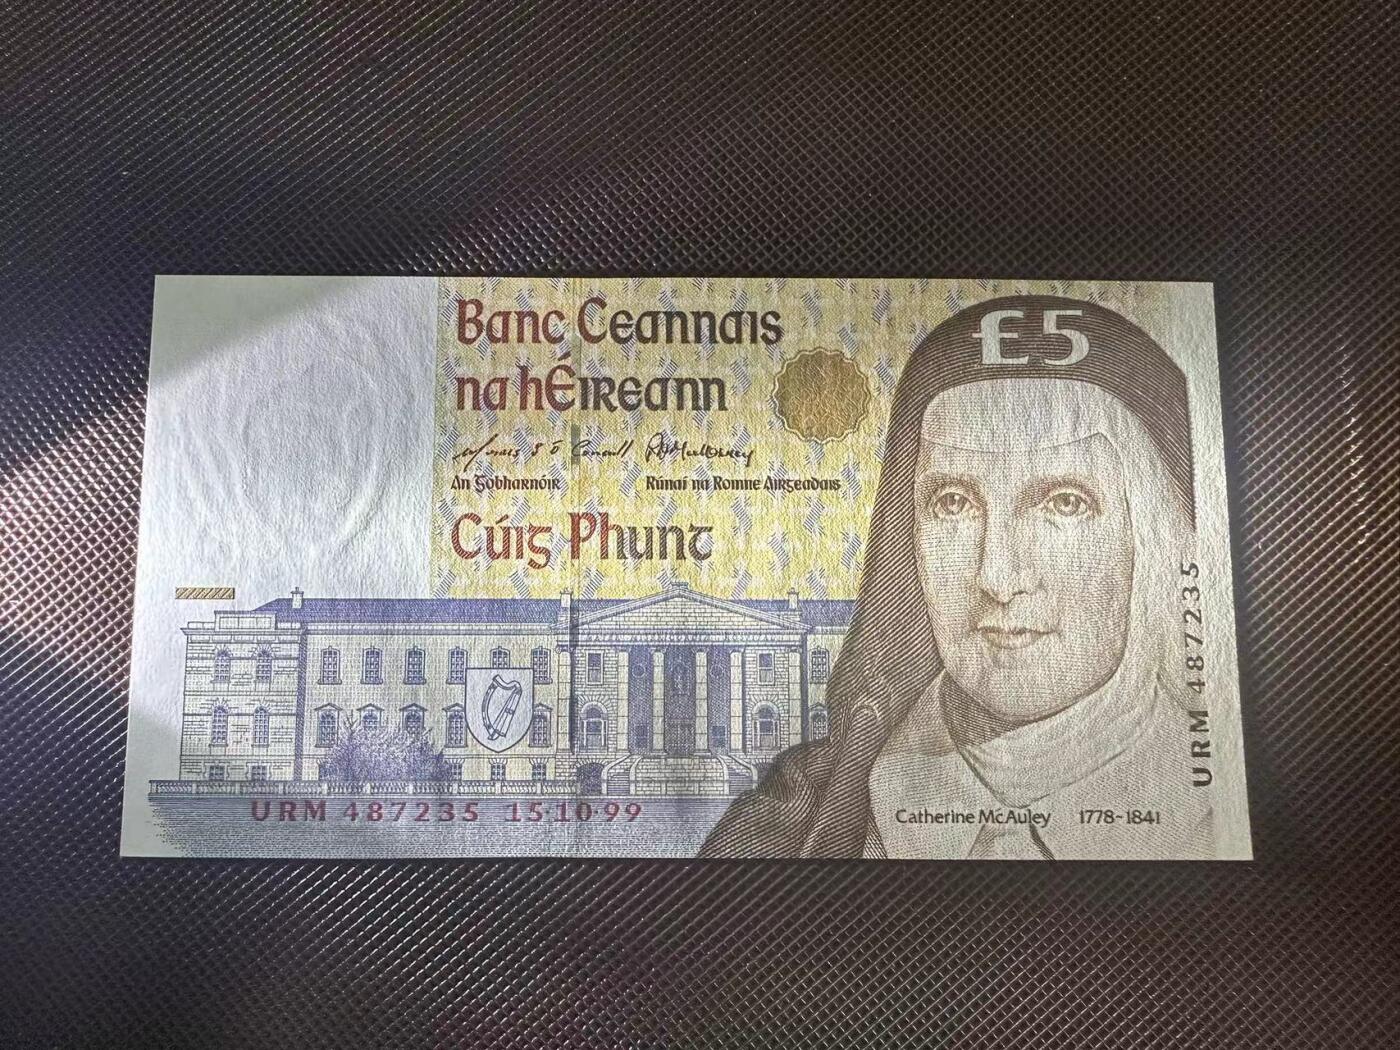 Banc Ceannais
na hÉireann
£5
An Gobharnóir Rúnaí na Roinne Airgeadais
Cúig Phunt
URM 487235
URM 487235 15·10·99
Catherine McAuley 1778-1841